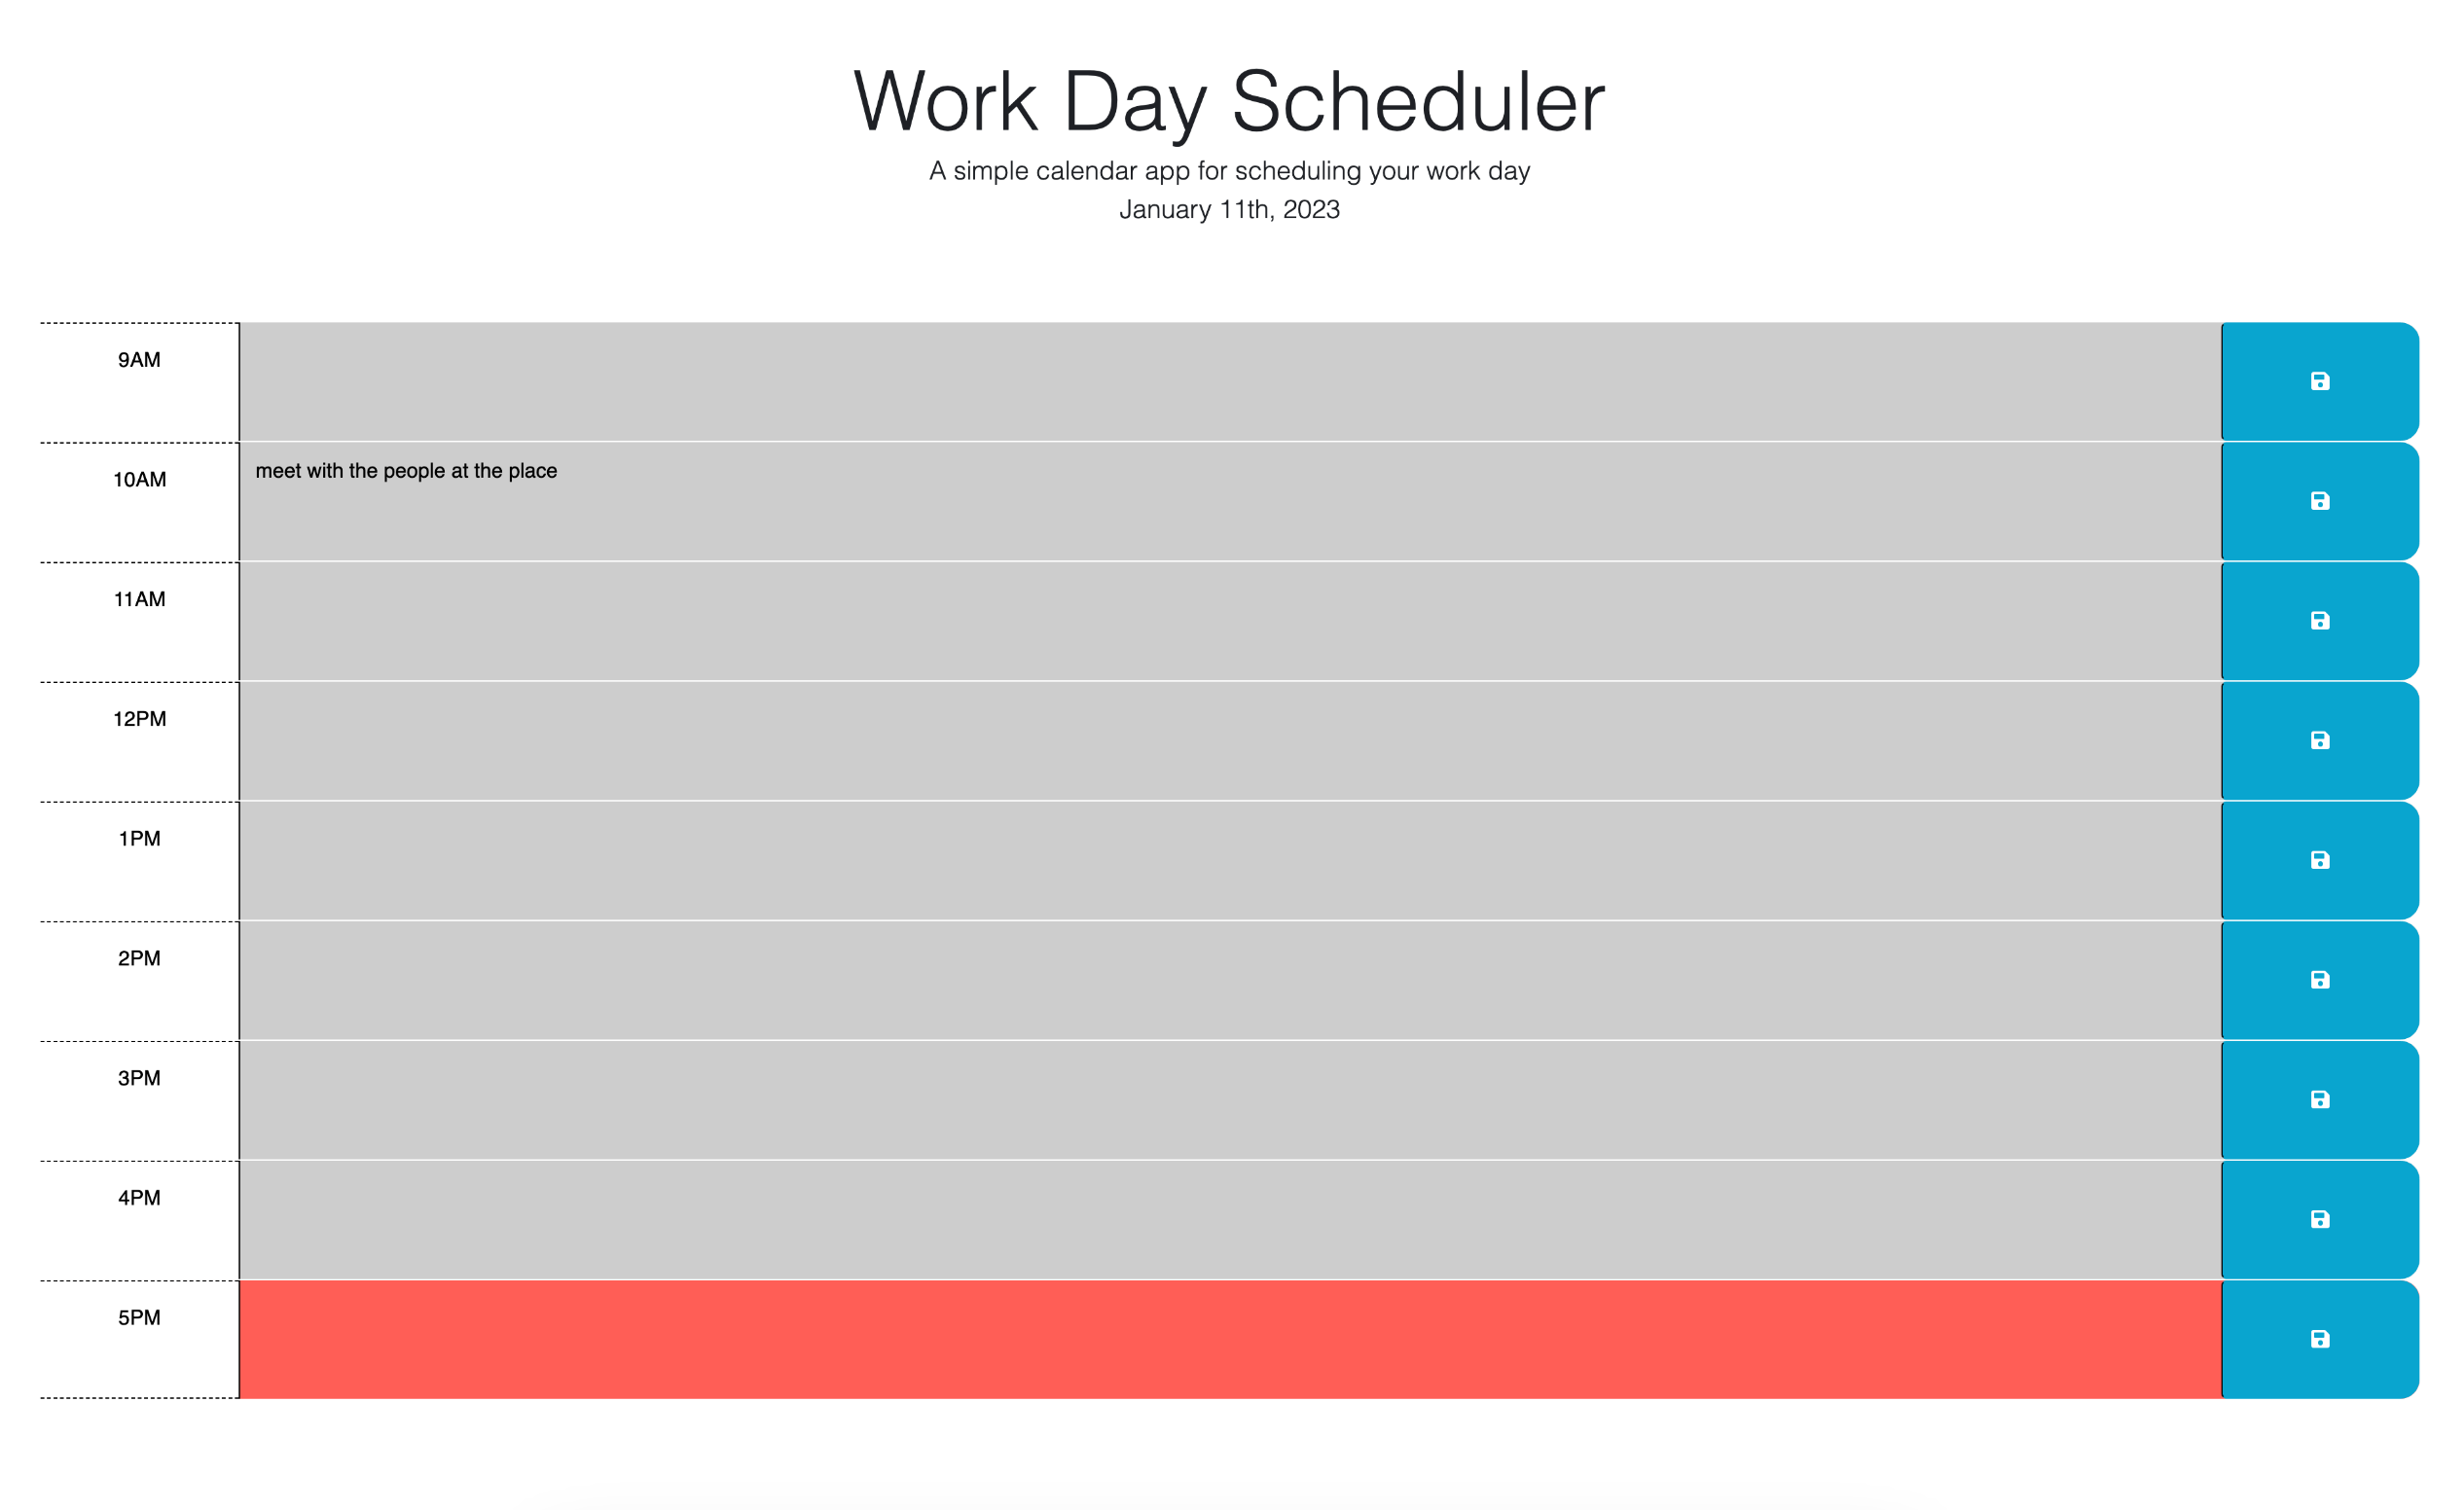 Work Day Scheduler
A simple calendar app for scheduling your work day
January 11th, 2023
9AM
10AM
meet with the people at the place
11AM
12PM
1PM
2PM
3PM
4PM
5PM